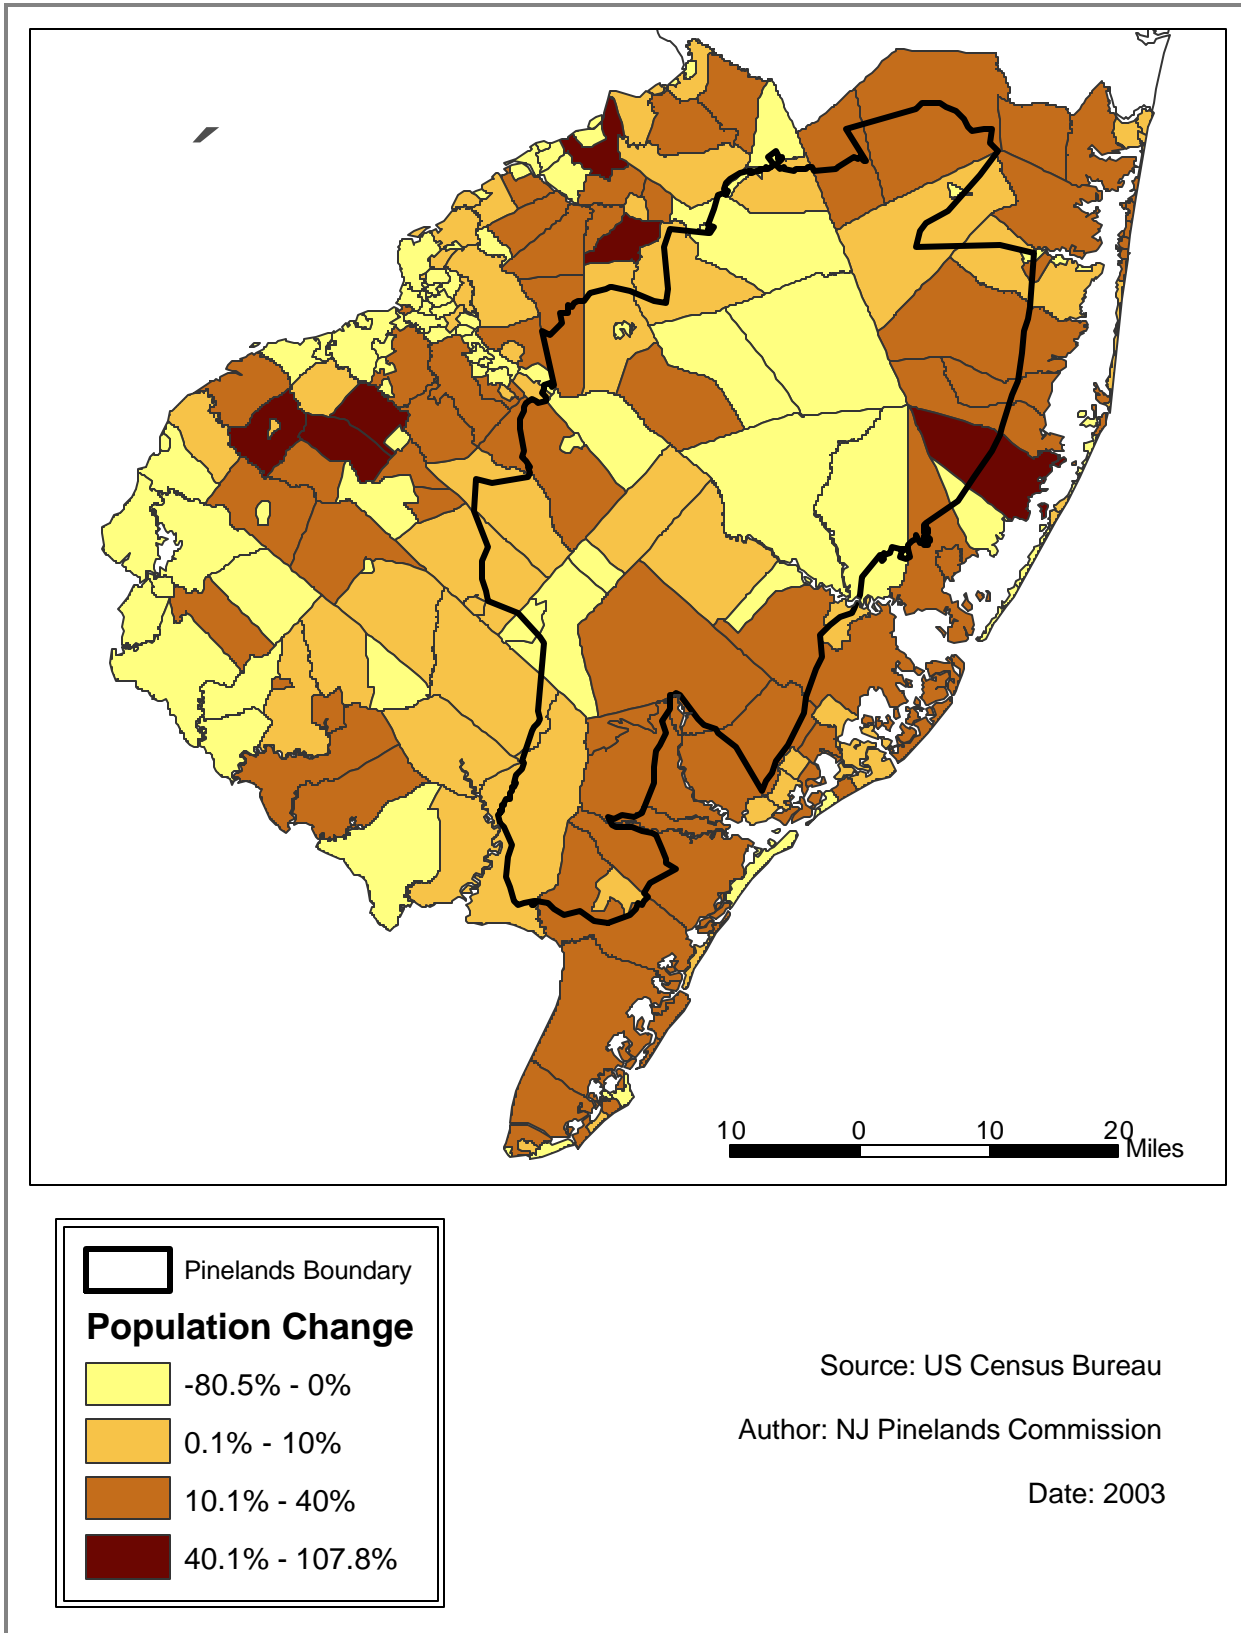 10 0 10 20
Miles
Pinelands Boundary
Population Change
-80.5% - 0%
0.1% - 10%
10.1% - 40%
40.1% - 107.8%
Source: US Census Bureau
Author: NJ Pinelands Commission
Date: 2003